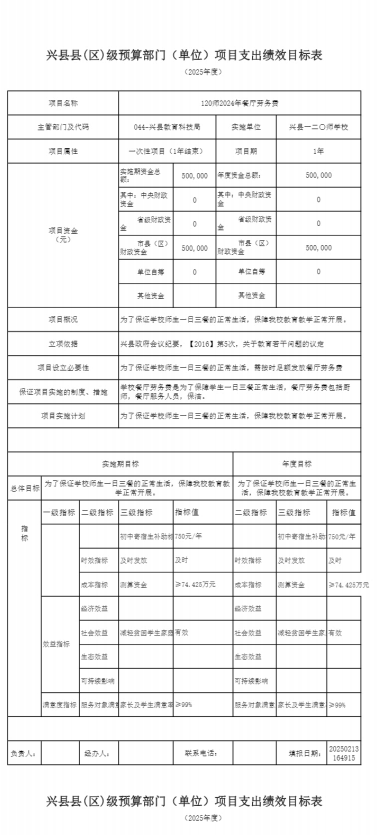 兴县县(区)级预算部门（单位）项目支出绩效目标表
（2025年度）
项目名称 120师2024年餐厅劳务费
主管部门及代码 044-兴县教育科技局 实施单位 兴县一二〇师学校
项目属性 一次性项目（1年结束） 项目期 1年
项目资金（元）
实施期资金总额: 500,000 年度资金总额: 500,000
其中：中央财政资金 0 其中：中央财政资金 0
省级财政资金 0 省级财政资金 0
市县（区）财政资金 500,000 市县（区）财政资金 500,000
单位自筹 0 单位自筹 0
其他资金 其他资金
项目概况 为了保证学校师生一日三餐的正常生活，保障我校教育教学正常开展。
立项依据 兴县政府会议纪要，【2016】第5次，关于教育若干问题的议定
项目设立必要性 为了保证学校师生一日三餐的正常生活，需按时足额发放餐厅劳务费
保证项目实施的制度、措施 学校餐厅劳务费是为了保障学生一日三餐正常生活，餐厅劳务费包括厨师，餐厅服务人员，保洁。
项目实施计划 为了保证学校师生一日三餐的正常生活，保障我校教育教学正常开展。
实施期目标 年度目标
总体目标 为了保证学校师生一日三餐的正常生活，保障我校教育教学正常开展。 为了保证学校师生一日三餐的正常生活，保障我校教育教学正常开展。
指标 一级指标 二级指标 三级指标 指标值 二级指标 三级指标 指标值
初中寄宿生补助标 750元/年 初中寄宿生补助标 750元/年
时效指标 及时发放 及时 时效指标 及时发放 及时
成本指标 测算资金 ≥74.425万元 成本指标 测算资金 ≥74.425万元
效益指标
经济效益 经济效益
社会效益 减轻贫困学生家庭 有效 社会效益 减轻贫困学生家庭 有效
生态效益 生态效益
可持续影响 可持续影响
满意度指标 服务对象满意 家长及学生满意率 ≥99% 服务对象满意 家长及学生满意 ≥99%
负责人: 经办人: 联系电话: 填报日期: 20250213164915
兴县县(区)级预算部门（单位）项目支出绩效目标表
（2025年度）